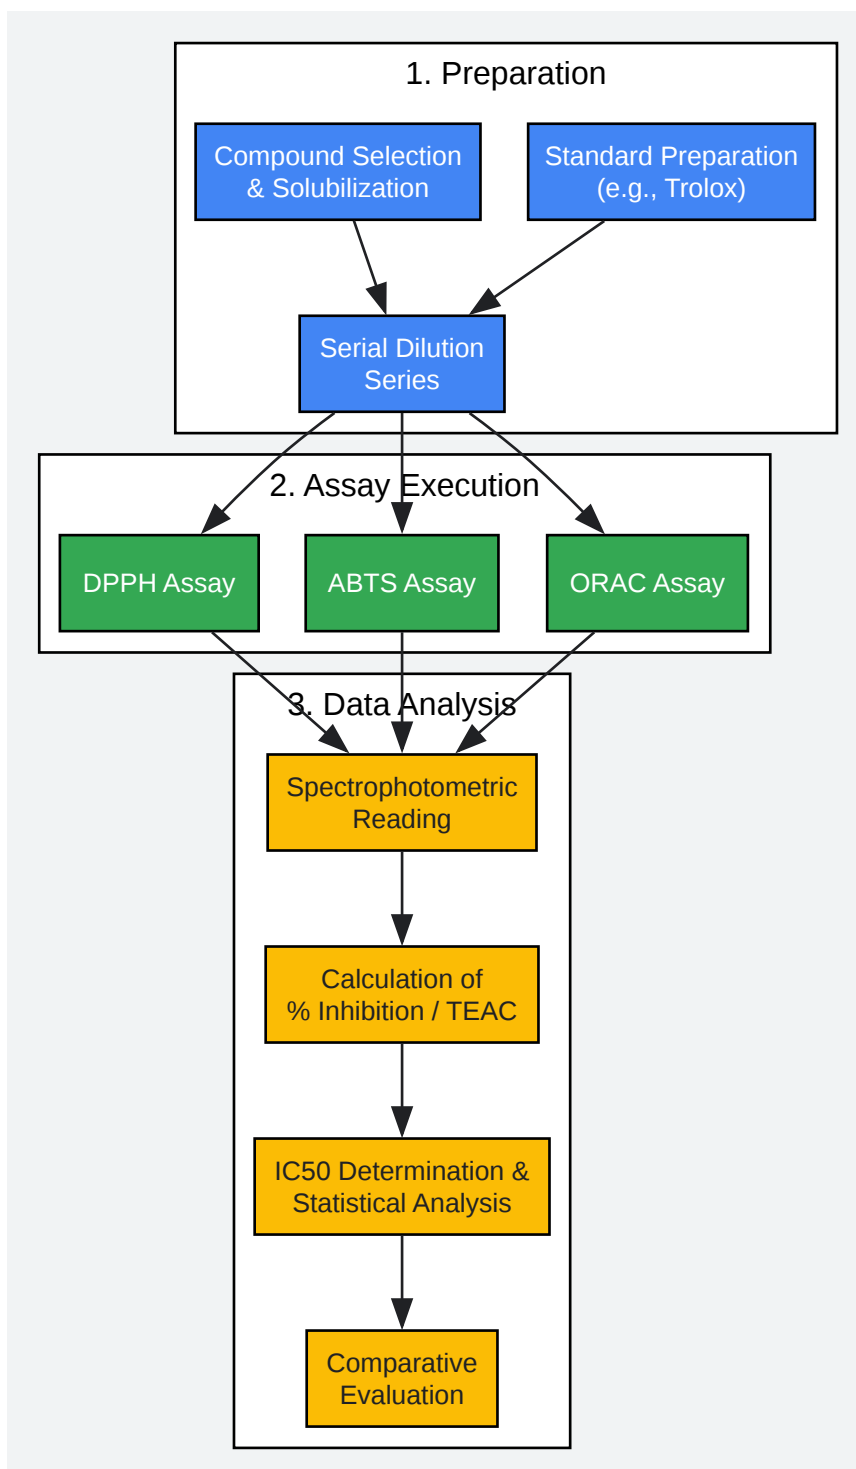 1. Preparation
Compound Selection
& Solubilization
Standard Preparation
(e.g., Trolox)
Serial Dilution
Series
2. Assay Execution
DPPH Assay
ABTS Assay
ORAC Assay
3. Data Analysis
Spectrophotometric
Reading
Calculation of
% Inhibition / TEAC
IC50 Determination &
Statistical Analysis
Comparative
Evaluation